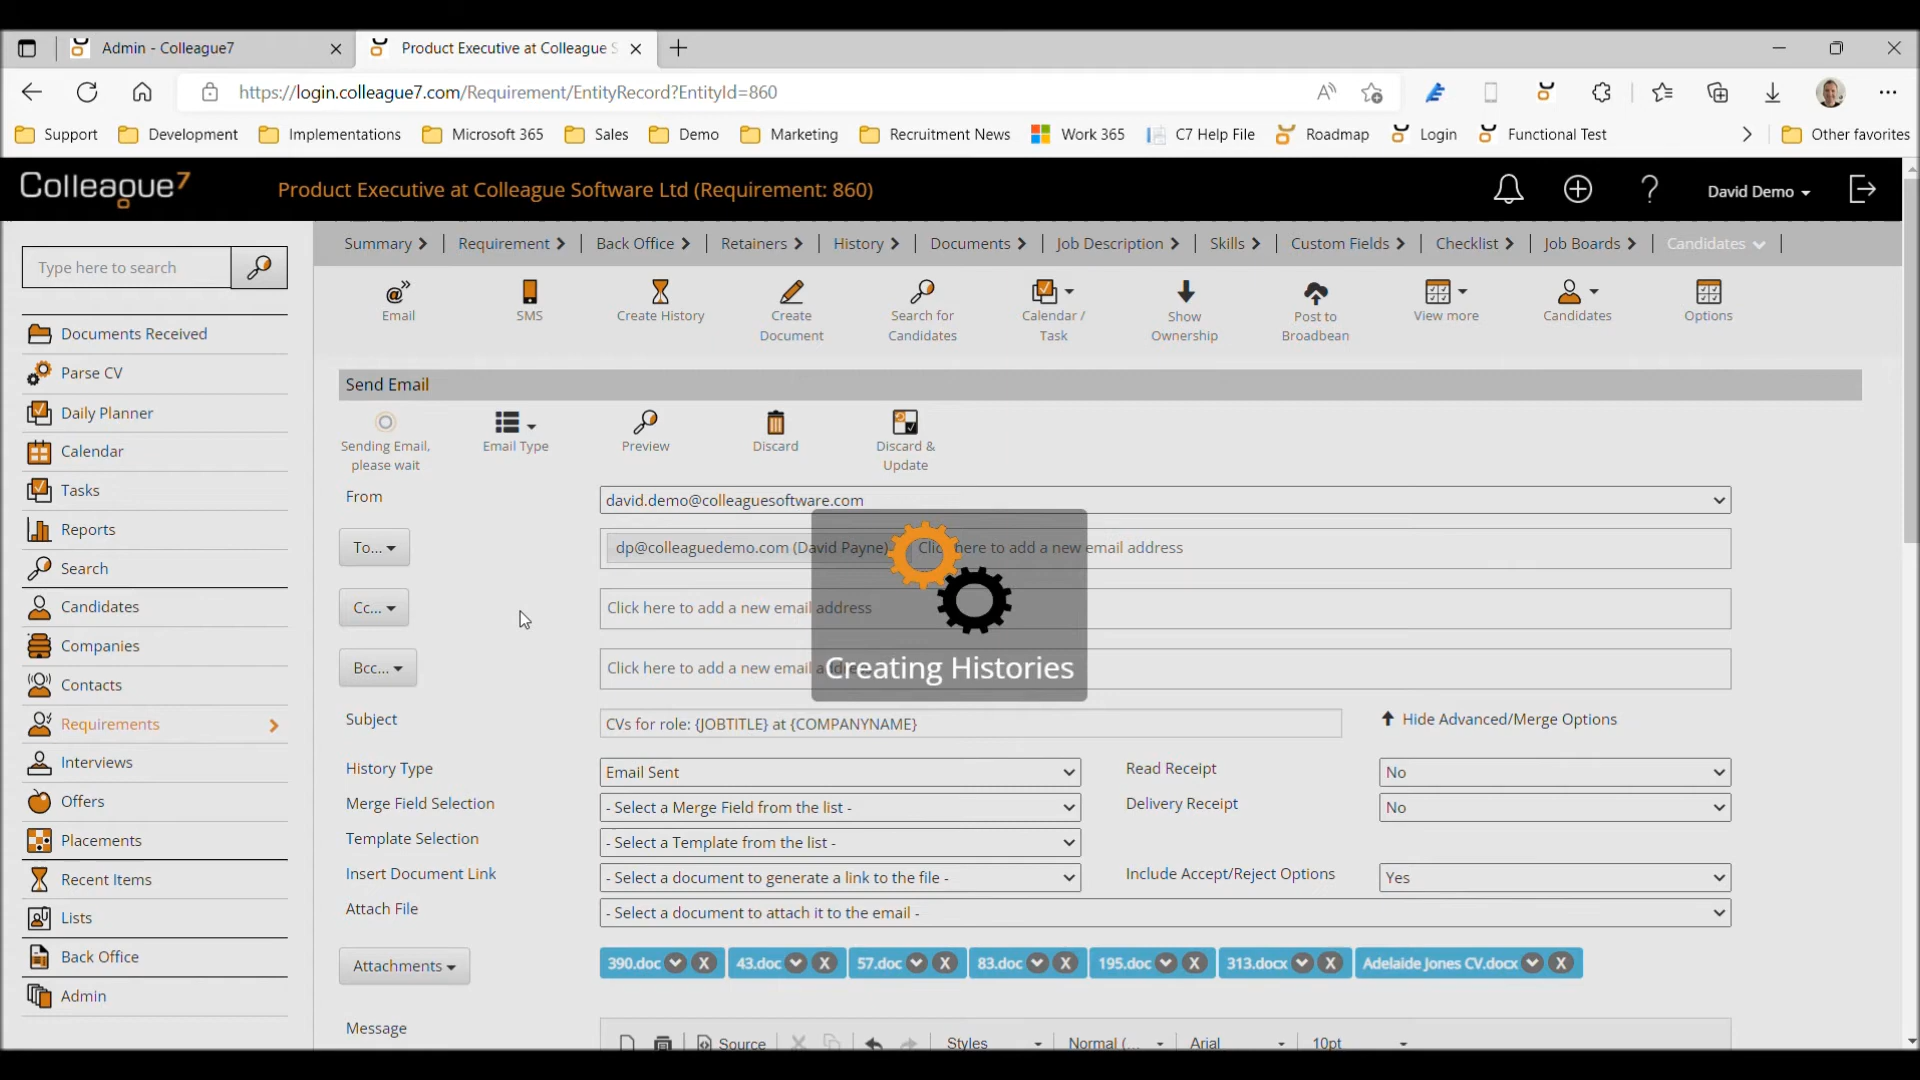 Admin - Colleague7
Product Executive at Colleague S
https://login.colleague7.com/Requirement/EntityRecord?EntityId=860
Support
Development
Implementations
Microsoft 365
Sales
Demo
Marketing
Recruitment News
Work 365
C7 Help File
Roadmap
Login
Functional Test
Other favorites
Colleague7
Product Executive at Colleague Software Ltd (Requirement: 860)
David Demo
Type here to search
Summary
Requirement
Back Office
Retainers
History
Documents
Job Description
Skills
Custom Fields
Checklist
Job Boards
Candidates
Email
SMS
Create History
Create Document
Search for Candidates
Calendar / Task
Show Ownership
Post to Broadbean
View more
Candidates
Options
Documents Received
Parse CV
Daily Planner
Calendar
Tasks
Reports
Search
Candidates
Companies
Contacts
Requirements
Interviews
Offers
Placements
Recent Items
Lists
Back Office
Admin
Send Email
Sending Email, please wait
Email Type
Preview
Discard
Discard & Update
From
david.demo@colleaguesoftware.com
To...
dp@colleaguedemo.com (David Payne)
Click here to add a new email address
Cc...
Click here to add a new email address
Bcc...
Click here to add a new email
Creating Histories
Subject
CVs for role: {JOBTITLE} at {COMPANYNAME}
Hide Advanced/Merge Options
History Type
Email Sent
Read Receipt
No
Merge Field Selection
- Select a Merge Field from the list -
Delivery Receipt
No
Template Selection
- Select a Template from the list -
Insert Document Link
- Select a document to generate a link to the file -
Include Accept/Reject Options
Yes
Attach File
- Select a document to attach it to the email -
Attachments
390.doc
43.doc
57.doc
83.doc
195.doc
313.docx
Adelaide Jones CV.docx
Message
Source
Styles
Normal (...
Arial
10pt